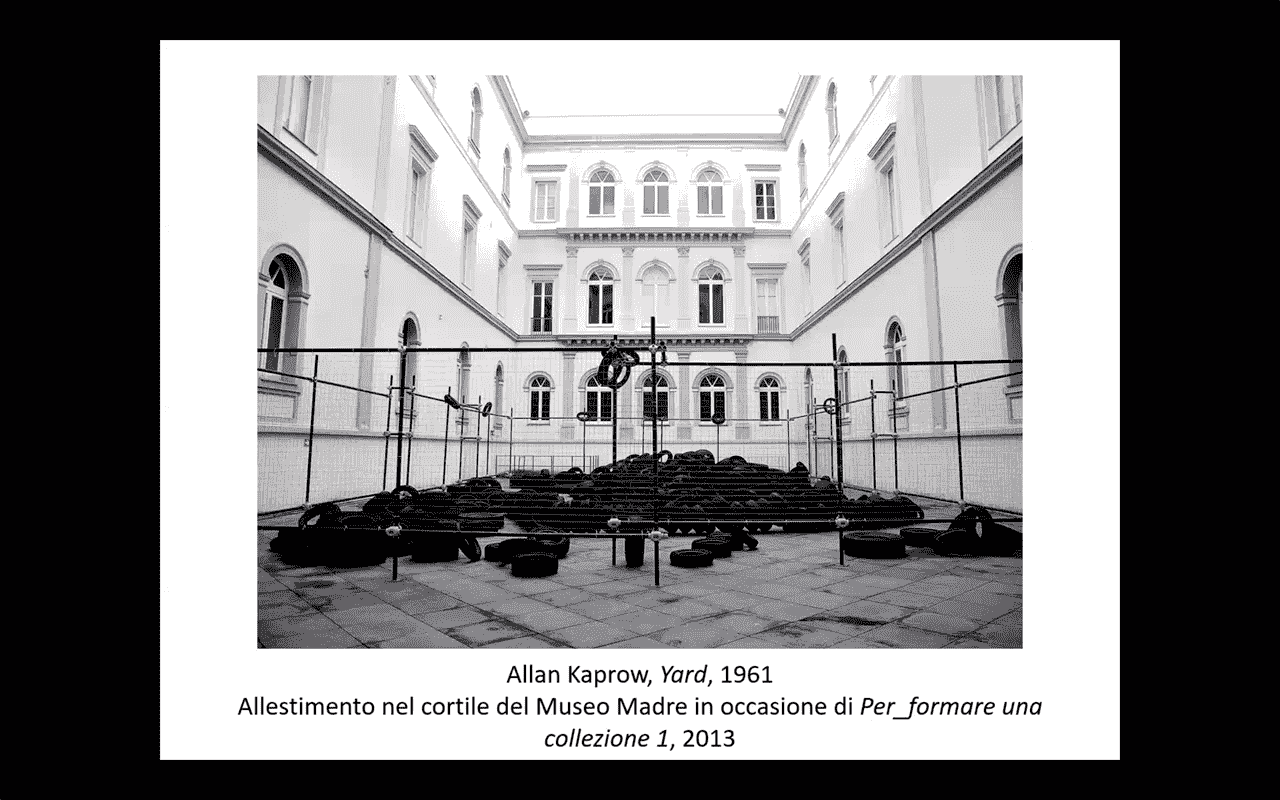 Allan Kaprow, Yard, 1961
Allestimento nel cortile del Museo Madre in occasione di Per_formare una
collezione 1, 2013